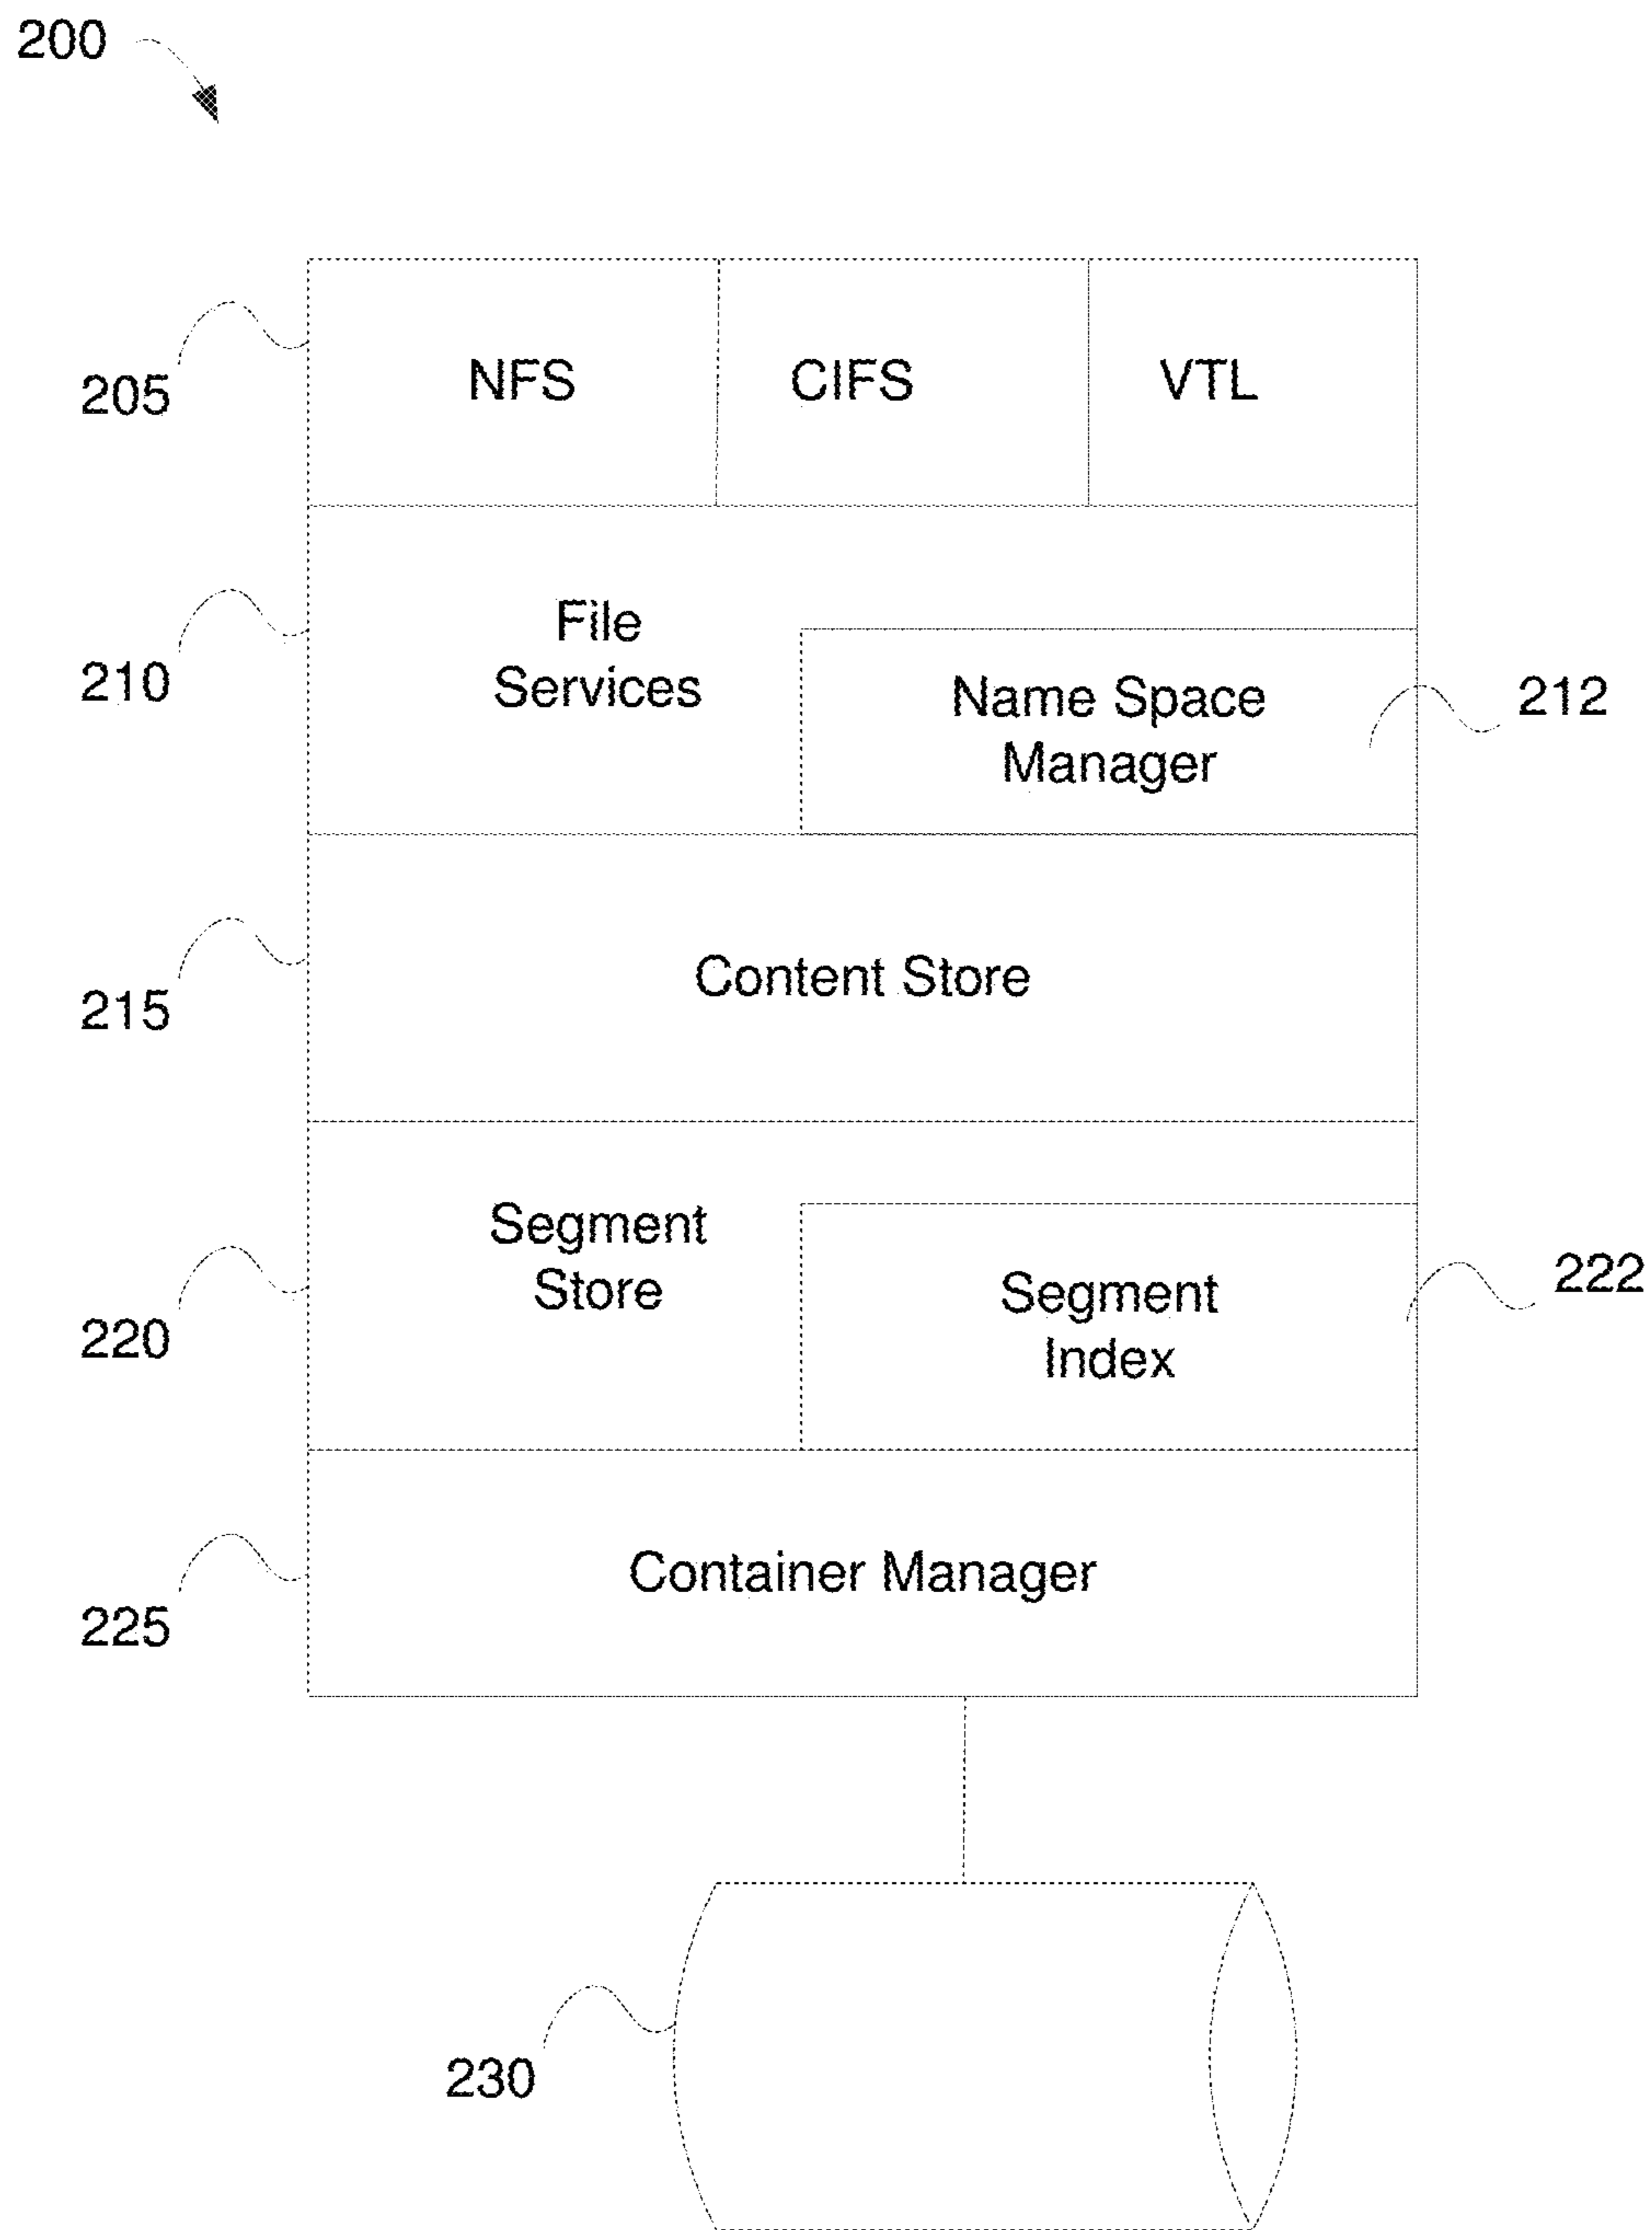 200
NFS CIFS VTL
205
File
Services
210
Name Space
Manager
212
Content Store
215
Segment
Store
220
Segment
Index
222
Container Manager
225
230